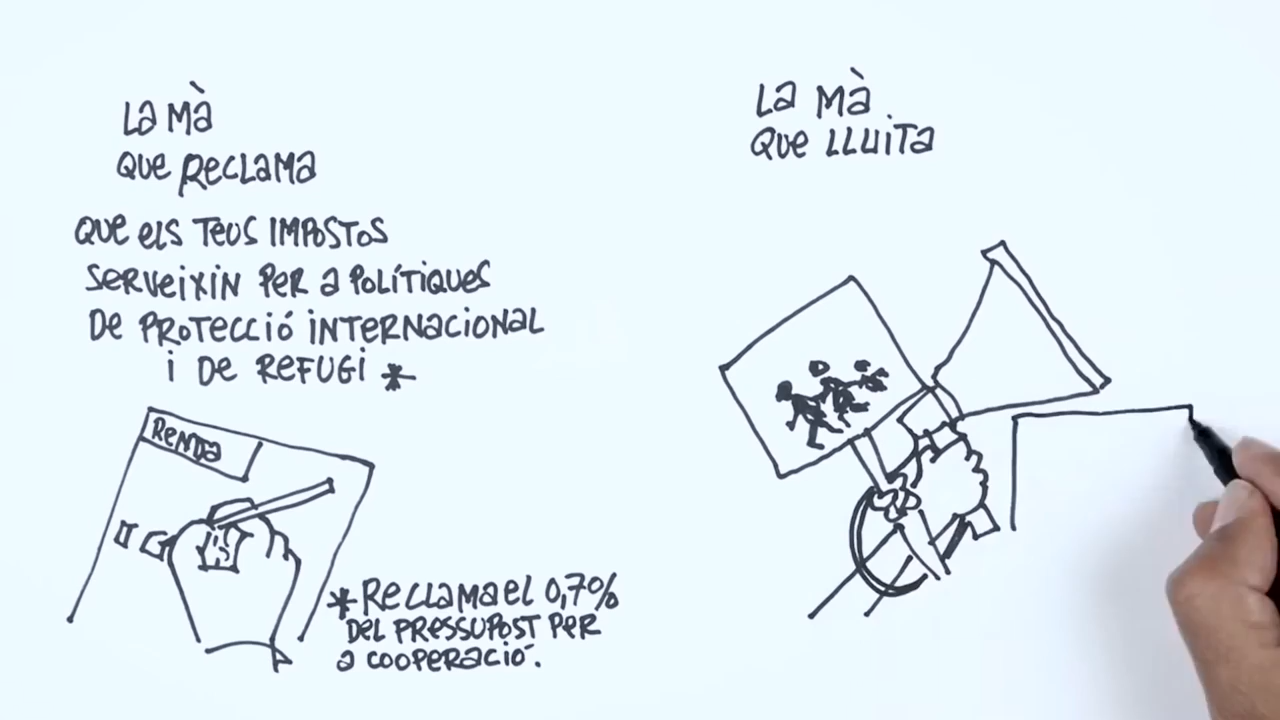 La Mà
que reclama
que els teus impostos
serveixin per a polítiques
de protecció internacional
i de refugi *
Renda
* Reclama el 0,7%
del pressupost per
a cooperació.
La Mà
que lluita